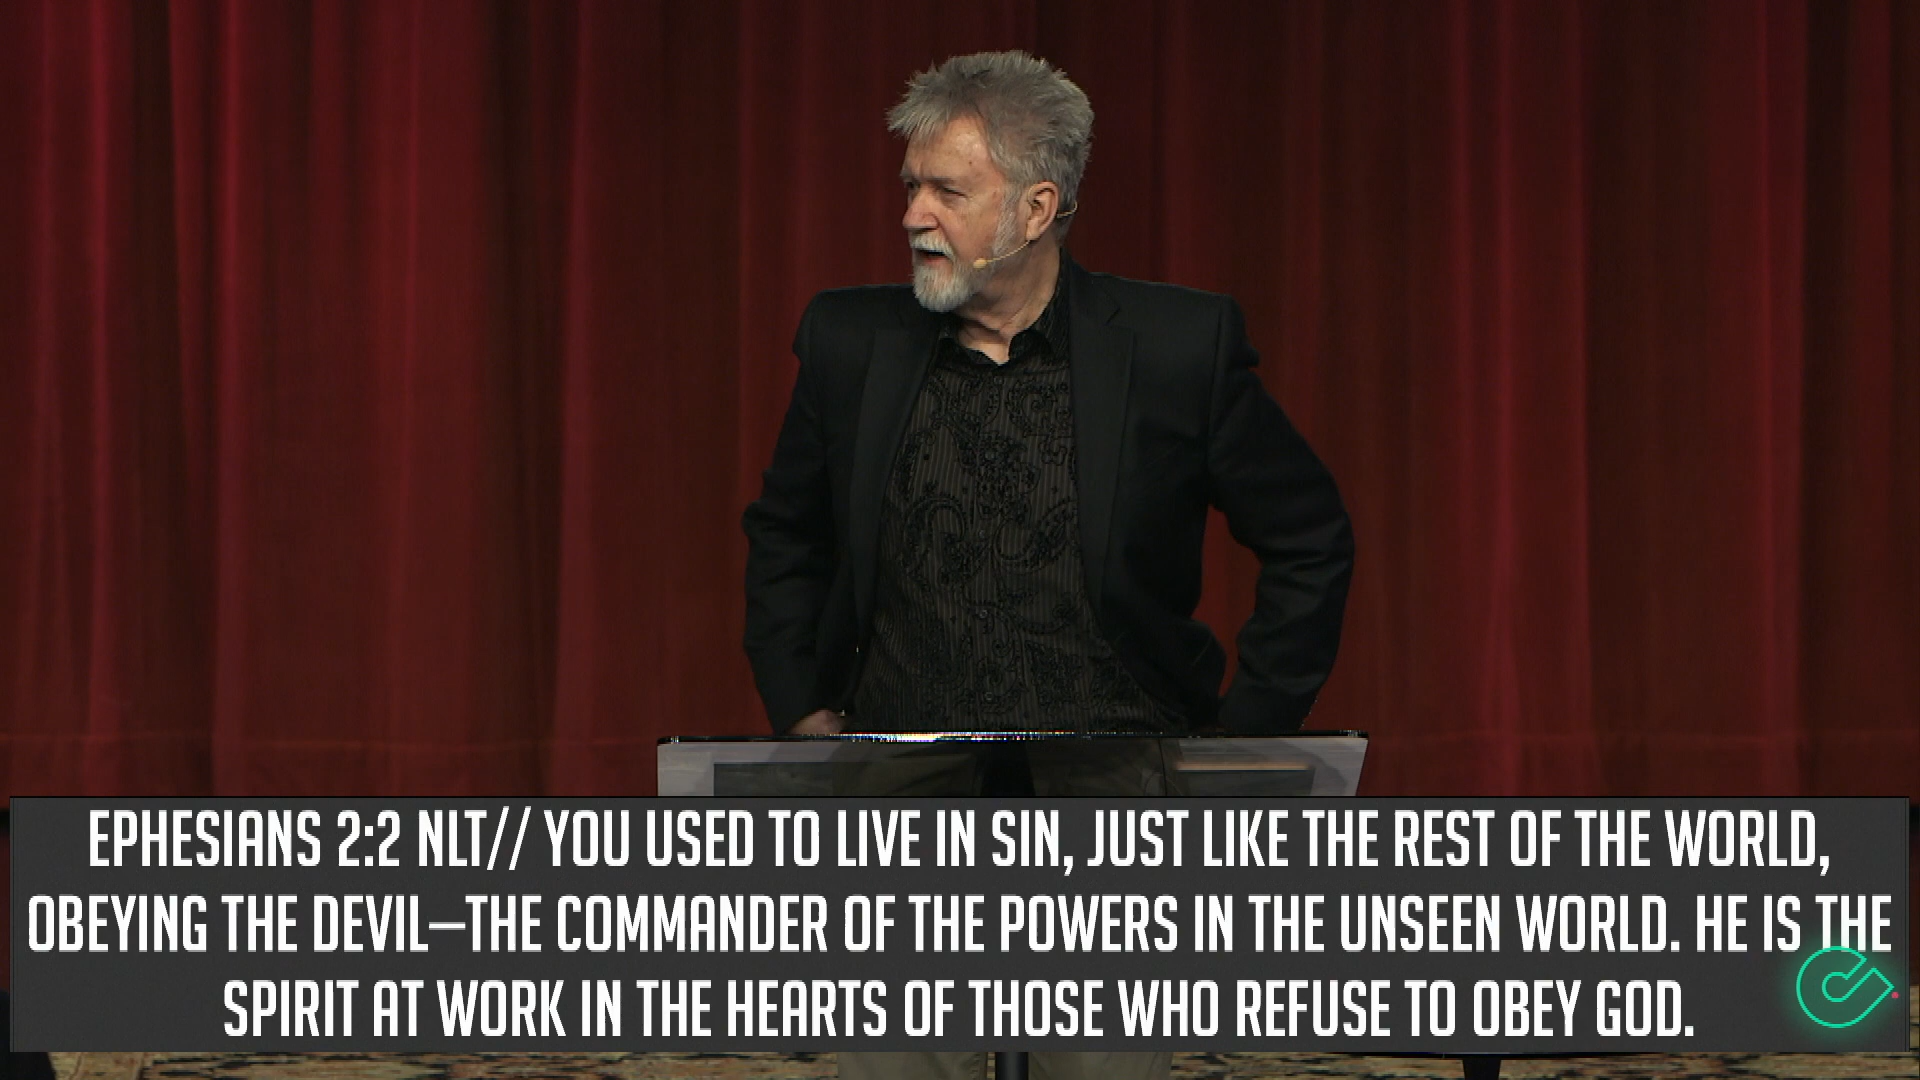 EPHESIANS 2:2 NLT// YOU USED TO LIVE IN SIN, JUST LIKE THE REST OF THE WORLD,
OBEYING THE DEVIL—THE COMMANDER OF THE POWERS IN THE UNSEEN WORLD. HE IS THE
SPIRIT AT WORK IN THE HEARTS OF THOSE WHO REFUSE TO OBEY GOD.